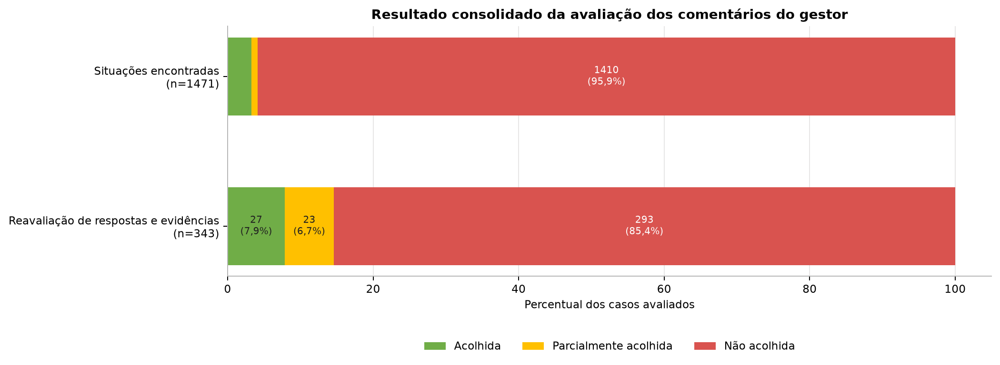 Resultado consolidado da avaliação dos comentários do gestor
Situações encontradas
(n=1471)
1410
(95,9%)
Reavaliação de respostas e evidências
(n=343)
27
(7,9%)
23
(6,7%)
293
(85,4%)
0 20 40 60 80 100
Percentual dos casos avaliados
Acolhida Parcialmente acolhida Não acolhida